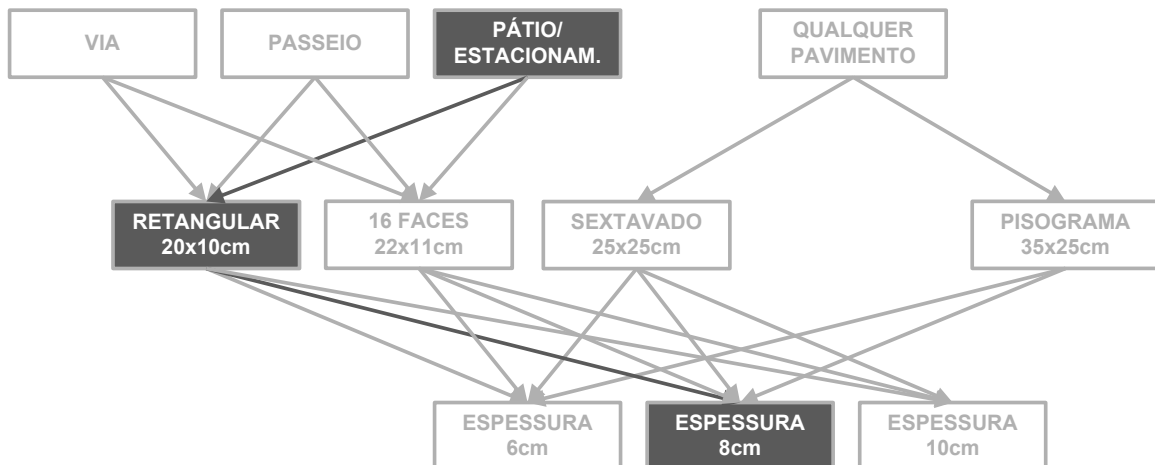 VIA
PASSEIO
PÁTIO/
ESTACIONAM.
QUALQUER
PAVIMENTO
RETANGULAR
20x10cm
16 FACES
22x11cm
SEXTAVADO
25x25cm
PISOGRAMA
35x25cm
ESPESSURA
6cm
ESPESSURA
8cm
ESPESSURA
10cm